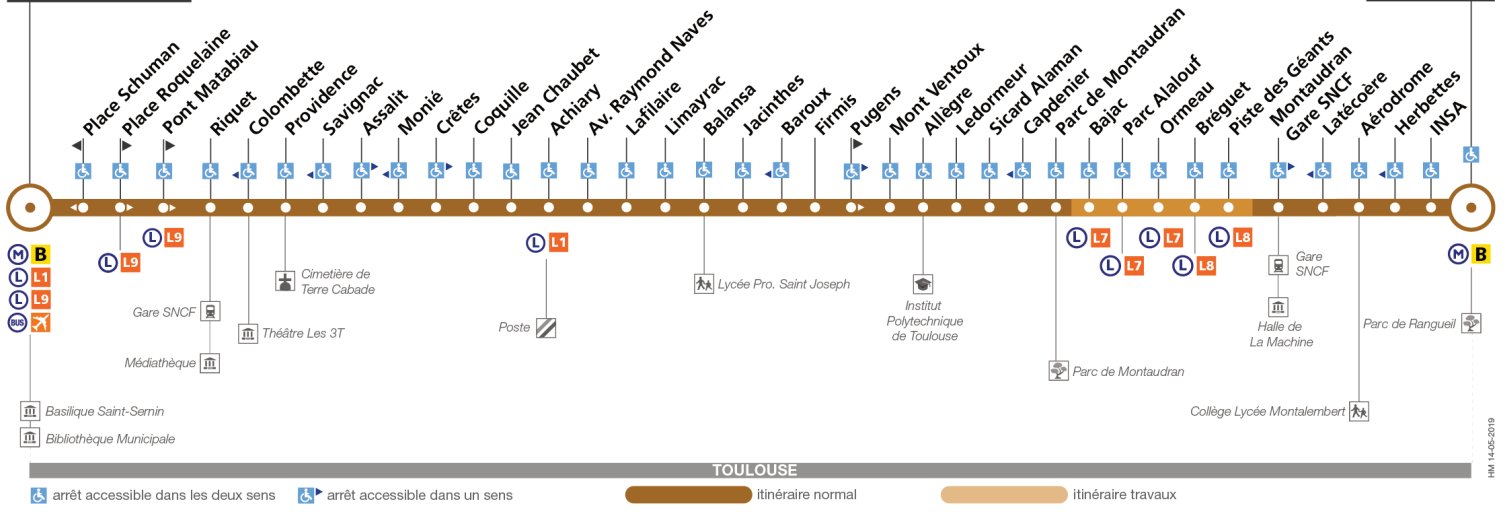 Place Schuman
Place Roquelaine
Pont Matabiau
Riquet
Colombette
Providence
Savignac
Assalit
Monié
Crêtes
Coquille
Jean Chaubet
Achiary
Av. Raymond Naves
Lafilaire
Limayrac
Balansa
Jacinthes
Baroux
Firmis
Pugens
Mont Ventoux
Allègre
Ledormeur
Sicard Alaman
Capdenier
Parc de Montaudran
Bajac
Parc Alalouf
Ormeau
Bréguet
Piste des Géants
Montaudran
Gare SNCF
Latécoère
Aérodrome
Herbettes
INSA
M B
L L1
L L9
BUS
L L9
L L9
L L1
L L7
L L7
L L7
L L8
L L8
M B
Cimetière de
Terre Cabade
Gare SNCF
Théâtre Les 3T
Médiathèque
Basilique Saint-Sernin
Bibliothèque Municipale
Poste
Lycée Pro. Saint Joseph
Institut
Polytechnique
de Toulouse
Parc de Montaudran
Gare
SNCF
Halle de
La Machine
Collège Lycée Montalembert
Parc de Rangueil
HM 14-05-2019
TOULOUSE
arrêt accessible dans les deux sens
arrêt accessible dans un sens
itinéraire normal
itinéraire travaux